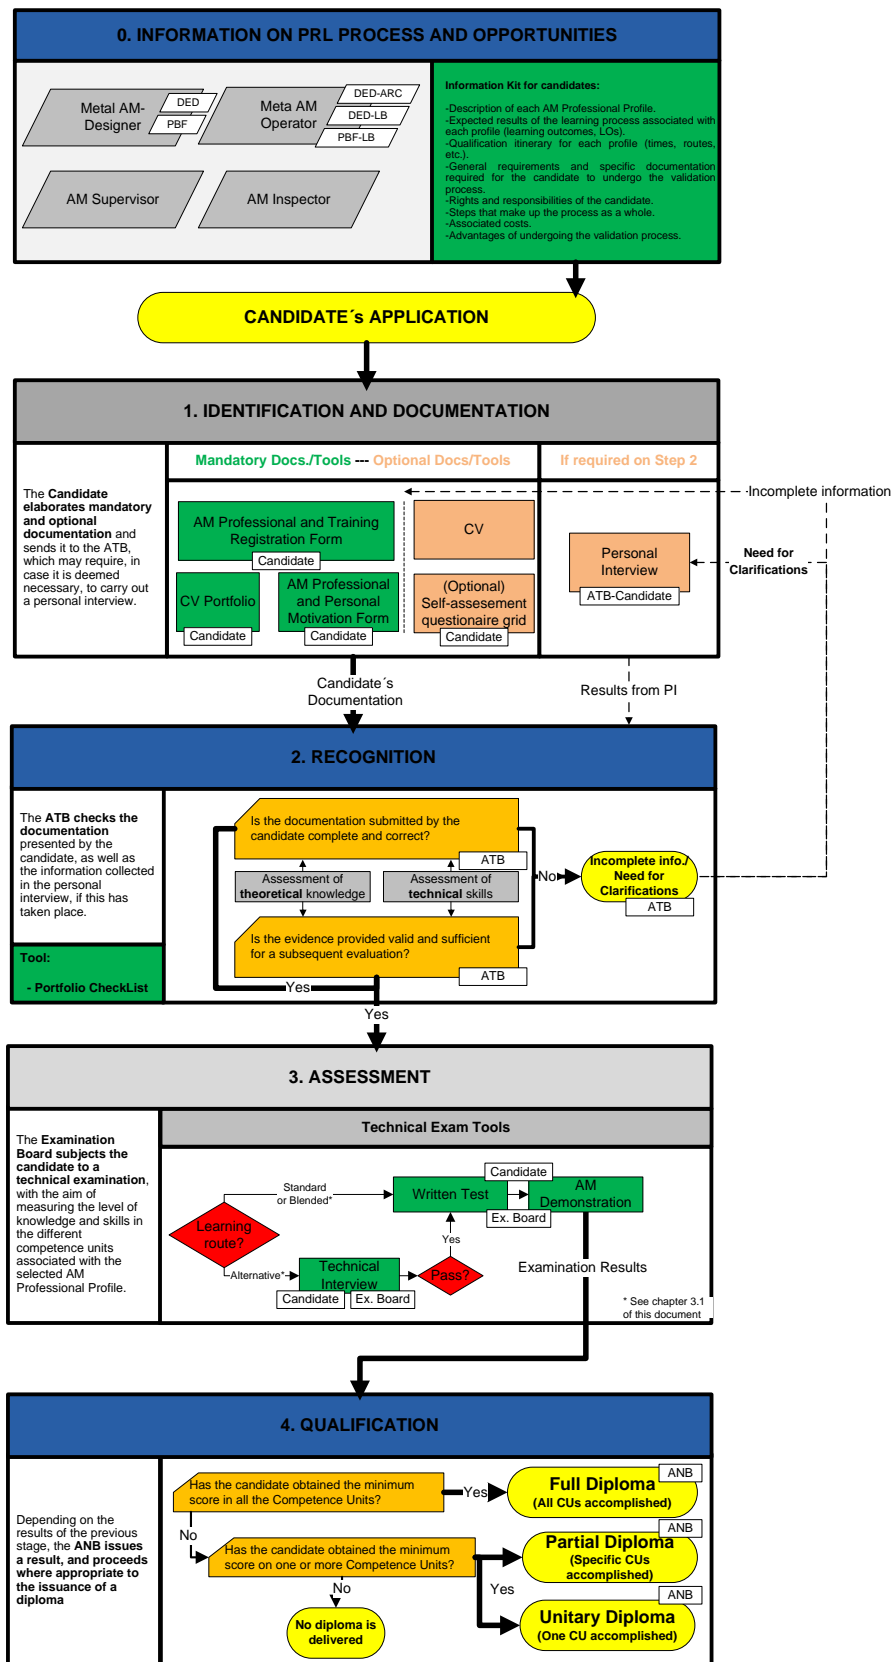 0. INFORMATION ON PRL PROCESS AND OPPORTUNITIES
Metal AM-
Designer
DED
PBF
Meta AM
Operator
DED-ARC
DED-LB
PBF-LB
AM Supervisor
AM Inspector
Information Kit for candidates:
-Description of each AM Professional Profile.
-Expected results of the learning process associated with
each profile (learning outcomes, LOs).
-Qualification itinerary for each profile (times, routes,
etc.).
-General requirements and specific documentation
required for the candidate to undergo the validation
process.
-Rights and responsibilities of the candidate.
-Steps that make up the process as a whole.
-Associated costs.
-Advantages of undergoing the validation process.
CANDIDATE´s APPLICATION
1. IDENTIFICATION AND DOCUMENTATION
Mandatory Docs./Tools --- Optional Docs/Tools
If required on Step 2
The Candidate
elaborates mandatory
and optional
documentation and
sends it to the ATB,
which may require, in
case it is deemed
necessary, to carry out
a personal interview.
AM Professional and Training
Registration Form
Candidate
CV Portfolio
Candidate
AM Professional
and Personal
Motivation Form
Candidate
CV
(Optional)
Self-assesement
questionaire grid
Candidate
Personal
Interview
ATB-Candidate
Incomplete information
Need for
Clarifications
Candidate´s
Documentation
Results from PI
2. RECOGNITION
The ATB checks the
documentation
presented by the
candidate, as well as
the information collected
in the personal
interview, if this has
taken place.
Tool:
- Portfolio CheckList
Is the documentation submitted by the
candidate complete and correct?
ATB
Assessment of
theoretical knowledge
Assessment of
technical skills
Is the evidence provided valid and sufficient
for a subsequent evaluation?
ATB
No
Incomplete info./
Need for
Clarifications
ATB
Yes
Yes
3. ASSESSMENT
Technical Exam Tools
The Examination
Board subjects the
candidate to a
technical examination,
with the aim of
measuring the level of
knowledge and skills in
the different
competence units
associated with the
selected AM
Professional Profile.
Learning
route?
Standard
or Blended*
Alternative*
Technical
Interview
Candidate
Ex. Board
Pass?
Yes
Written Test
Candidate
Ex. Board
AM
Demonstration
Examination Results
* See chapter 3.1
of this document
4. QUALIFICATION
Depending on the
results of the previous
stage, the ANB issues
a result, and proceeds
where appropriate to
the issuance of a
diploma
Has the candidate obtained the minimum
score in all the Competence Units?
Yes
Full Diploma
(All CUs accomplished)
ANB
No
Has the candidate obtained the minimum
score on one or more Competence Units?
Yes
Partial Diploma
(Specific CUs
accomplished)
ANB
Unitary Diploma
(One CU accomplished)
ANB
No
No diploma is
delivered